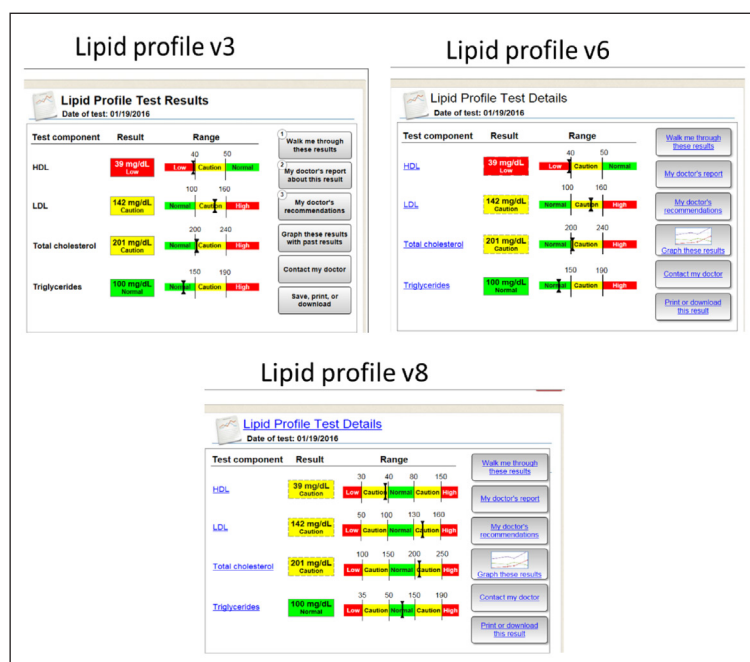 Lipid profile v3
Lipid Profile Test Results
Date of test: 01/19/2016
Test component Result Range
40 50
HDL 39 mg/dL Low Low Caution Normal
100 160
LDL 142 mg/dL Caution Normal Caution High
200 240
Total cholesterol 201 mg/dL Caution Normal Caution High
150 190
Triglycerides 100 mg/dL Normal Normal Caution High
1
Walk me through
these results
2
My doctor's report
about this result
3
My doctor's
recommendations
Graph these results
with past results
Contact my doctor
Save, print, or
download
Lipid profile v6
Lipid Profile Test Details
Date of test: 01/19/2016
Test component Result Range
40 50
HDL 39 mg/dL Low Low Caution Normal
100 160
LDL 142 mg/dL Caution Normal Caution High
200 240
Total cholesterol 201 mg/dL Caution Normal Caution High
150 190
Triglycerides 100 mg/dL Normal Normal Caution High
Walk me through
these results
My doctor's report
My doctor's
recommendations
Graph these results
Contact my doctor
Print or download
this result
Lipid profile v8
Lipid Profile Test Details
Date of test: 01/19/2016
Test component Result Range
30 40 80 150
HDL 39 mg/dL Caution Low Caution Normal Caution High
50 100 130 160
LDL 142 mg/dL Caution Low Caution Normal Caution High
100 150 200 250
Total cholesterol 201 mg/dL Caution Low Caution Normal Caution High
35 50 150 190
Triglycerides 100 mg/dL Normal Low Caution Normal Caution High
Walk me through
these results
My doctor's report
My doctor's
recommendations
Graph these results
Contact my doctor
Print or download
this result